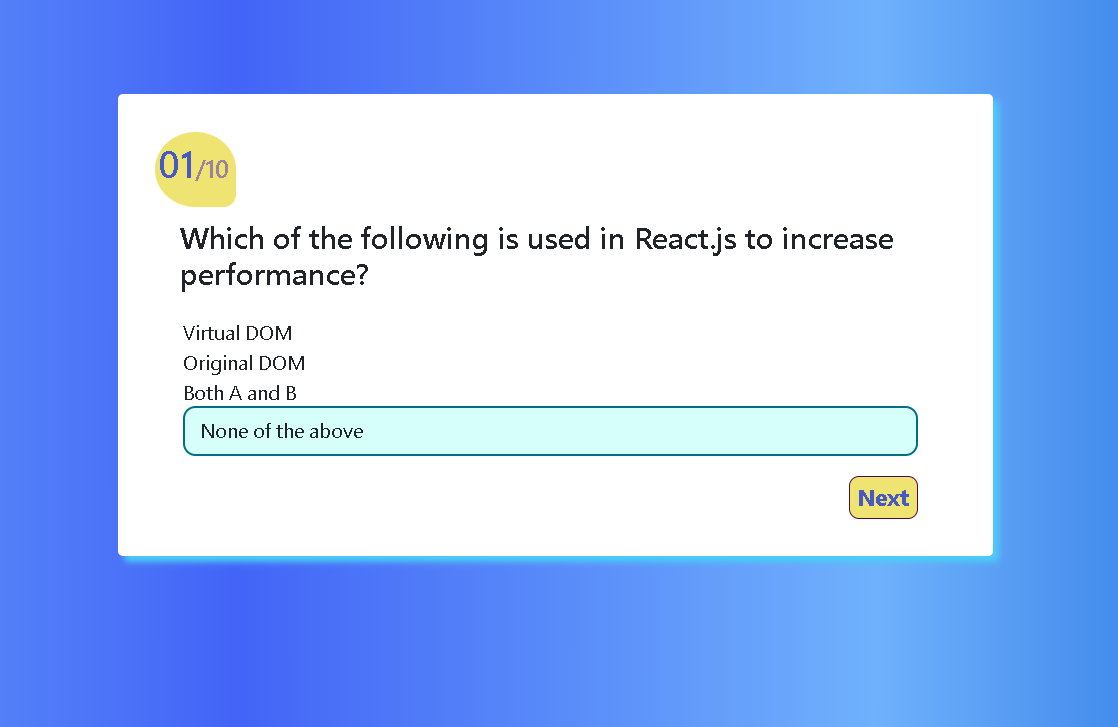 01/10
Which of the following is used in React.js to increase
performance?
Virtual DOM
Original DOM
Both A and B
None of the above
Next